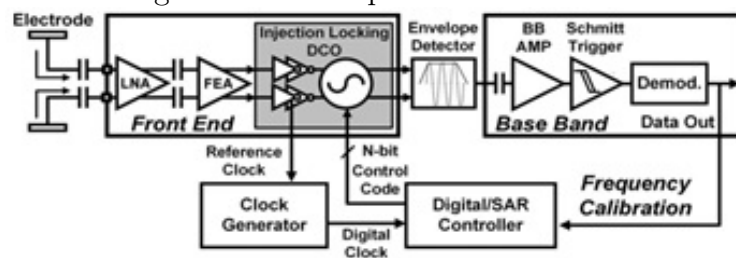 Electrode
LNA
FEA
Injection Locking
DCO
Front End
Envelope
Detector
BB
AMP
Schmitt
Trigger
Demod.
Base Band
Data Out
Reference
Clock
N-bit
Control
Code
Frequency
Calibration
Clock
Generator
Digital
Clock
Digital/SAR
Controller